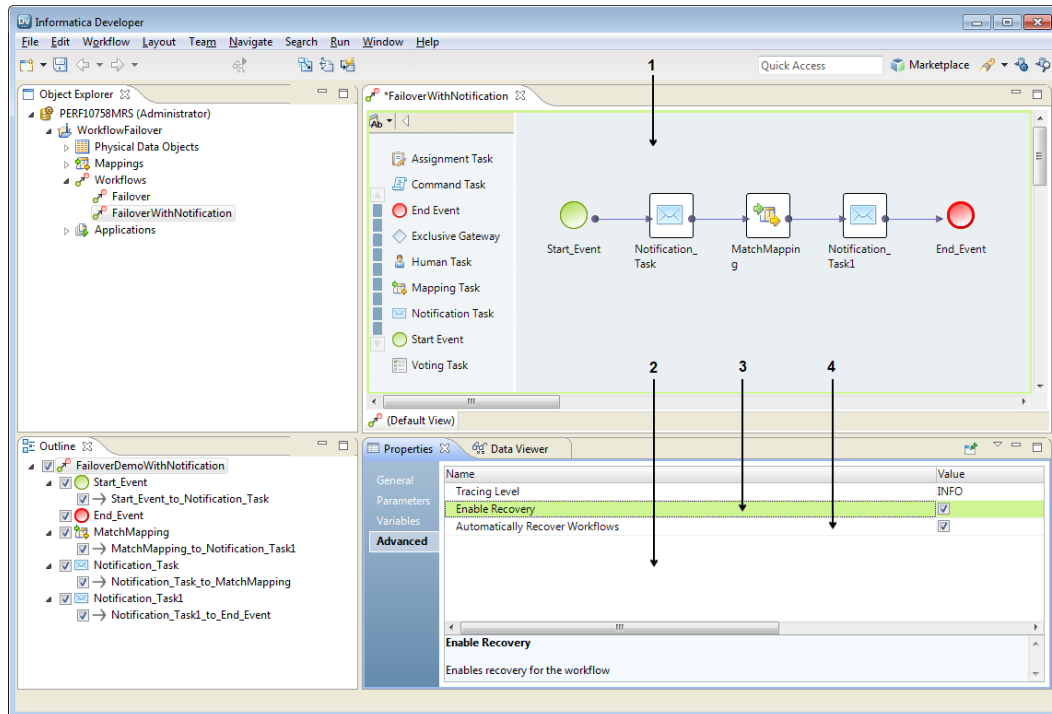 Informatica Developer
File Edit Workflow Layout Team Navigate Search Run Window Help
Quick Access
Marketplace
1
Object Explorer
PERF10758MRS (Administrator)
WorkflowFailover
Physical Data Objects
Mappings
Workflows
Failover
FailoverWithNotification
Applications
*FailoverWithNotification
Ab
Assignment Task
Command Task
End Event
Exclusive Gateway
Human Task
Mapping Task
Notification Task
Start Event
Voting Task
Start_Event
Notification_
Task
MatchMappin
g
Notification_
Task1
End_Event
2
3
4
(Default View)
Outline
FailoverDemoWithNotification
Start_Event
Start_Event_to_Notification_Task
End_Event
MatchMapping
MatchMapping_to_Notification_Task1
Notification_Task
Notification_Task_to_MatchMapping
Notification_Task1
Notification_Task1_to_End_Event
Properties
Data Viewer
General
Parameters
Variables
Advanced
Name Value
Tracing Level INFO
Enable Recovery
Automatically Recover Workflows
Enable Recovery
Enables recovery for the workflow